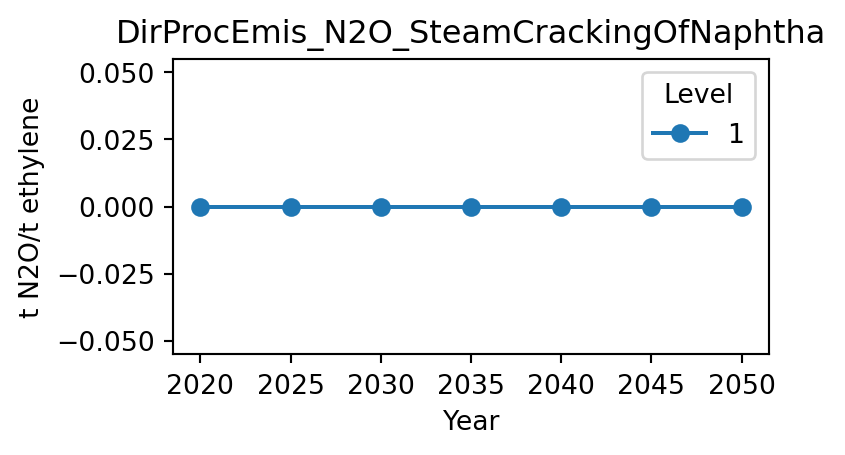 DirProcEmis_N2O_SteamCrackingOfNaphtha
0.050
0.025
0.000
−0.025
−0.050
t N2O/t ethylene
Level
1
2020 2025 2030 2035 2040 2045 2050
Year